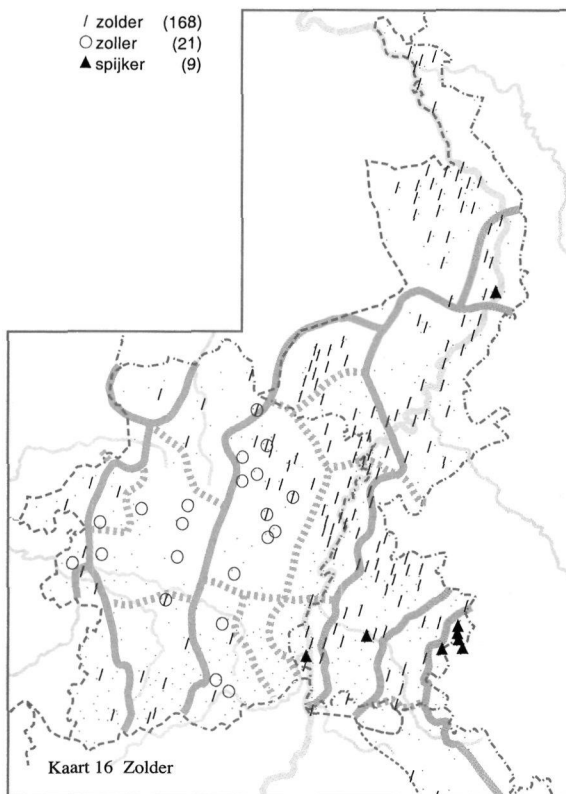 / zolder (168)
○ zoller (21)
▲ spijker (9)
Kaart 16 Zolder